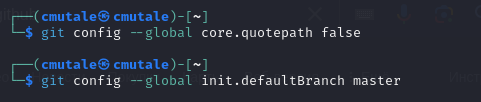 ┌──(cmutale㉿cmutale)-[~]
└─$ git config --global core.quotepath false
┌──(cmutale㉿cmutale)-[~]
└─$ git config --global init.defaultBranch master